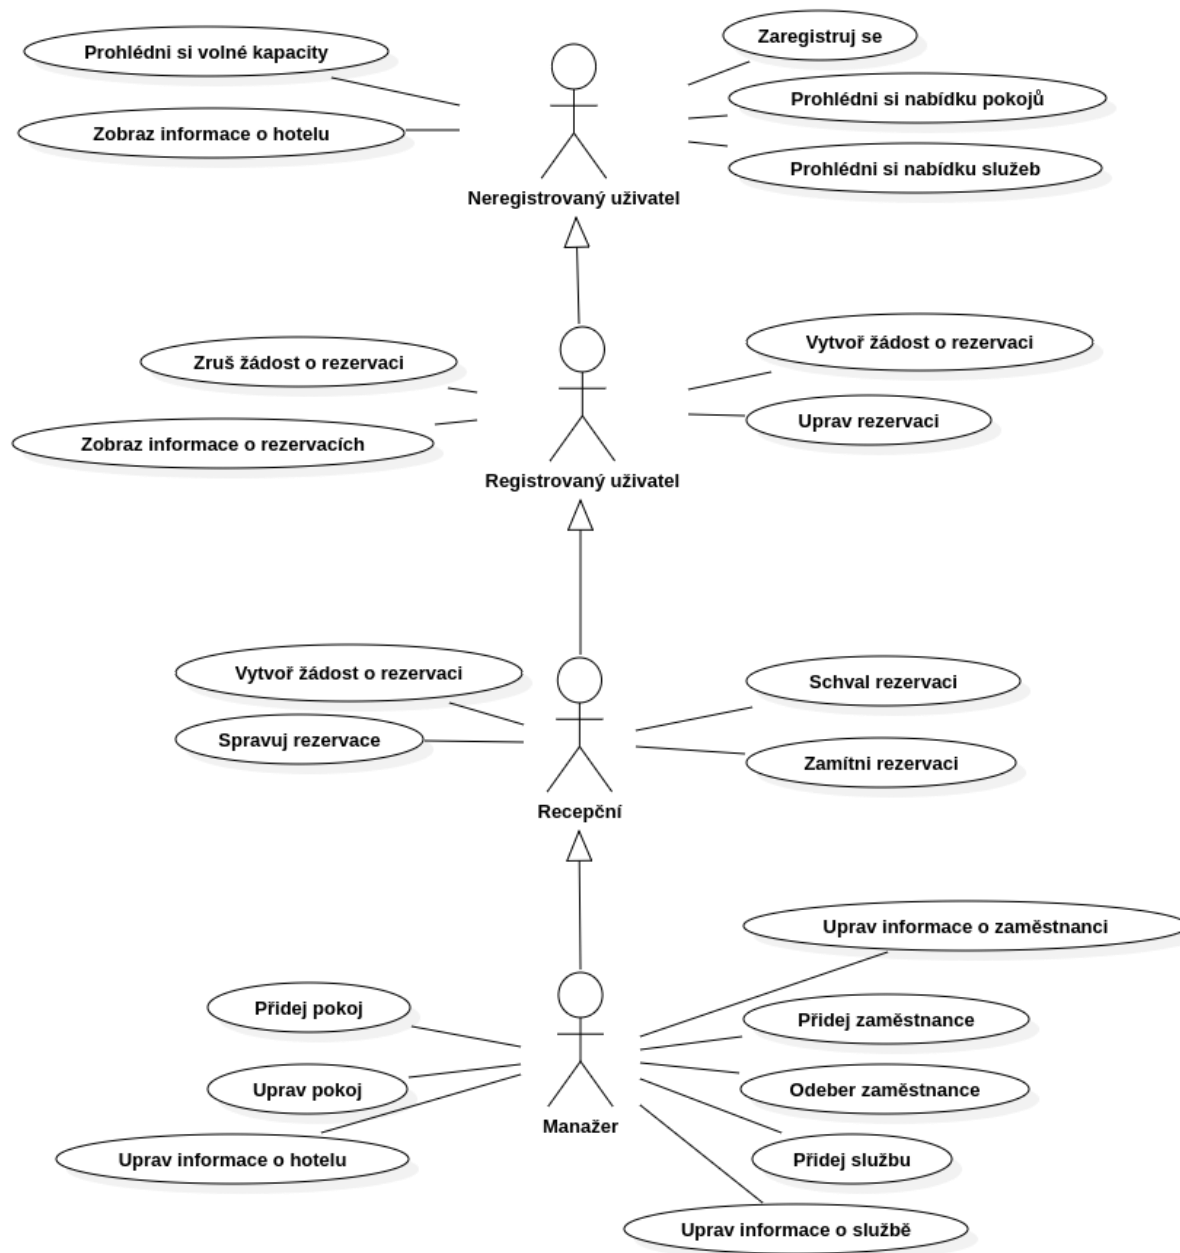 Prohlédni si volné kapacity
Zobraz informace o hotelu
Zaregistruj se
Prohlédni si nabídku pokojů
Prohlédni si nabídku služeb
Neregistrovaný uživatel
Zruš žádost o rezervaci
Zobraz informace o rezervacích
Vytvoř žádost o rezervaci
Uprav rezervaci
Registrovaný uživatel
Vytvoř žádost o rezervaci
Spravuj rezervace
Schval rezervaci
Zamítni rezervaci
Recepční
Přidej pokoj
Uprav pokoj
Uprav informace o hotelu
Uprav informace o zaměstnanci
Přidej zaměstnance
Odeber zaměstnance
Manažer
Přidej službu
Uprav informace o službě